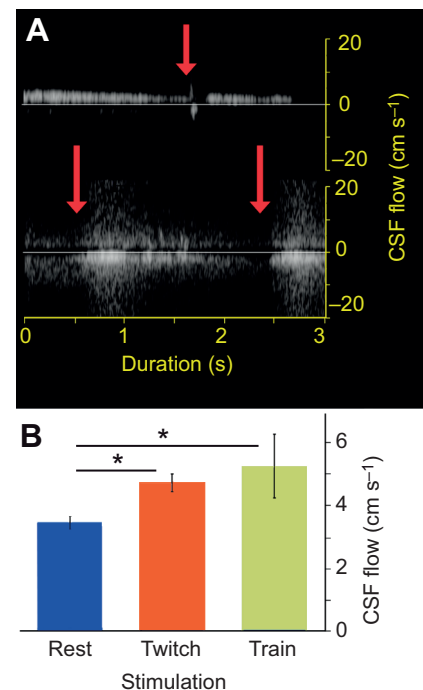 A
20
0
–20
20
0
–20
CSF flow (cm s–1)
0 1 2 3
Duration (s)
B
*
*
6
4
2
0
CSF flow (cm s–1)
Rest Twitch Train
Stimulation